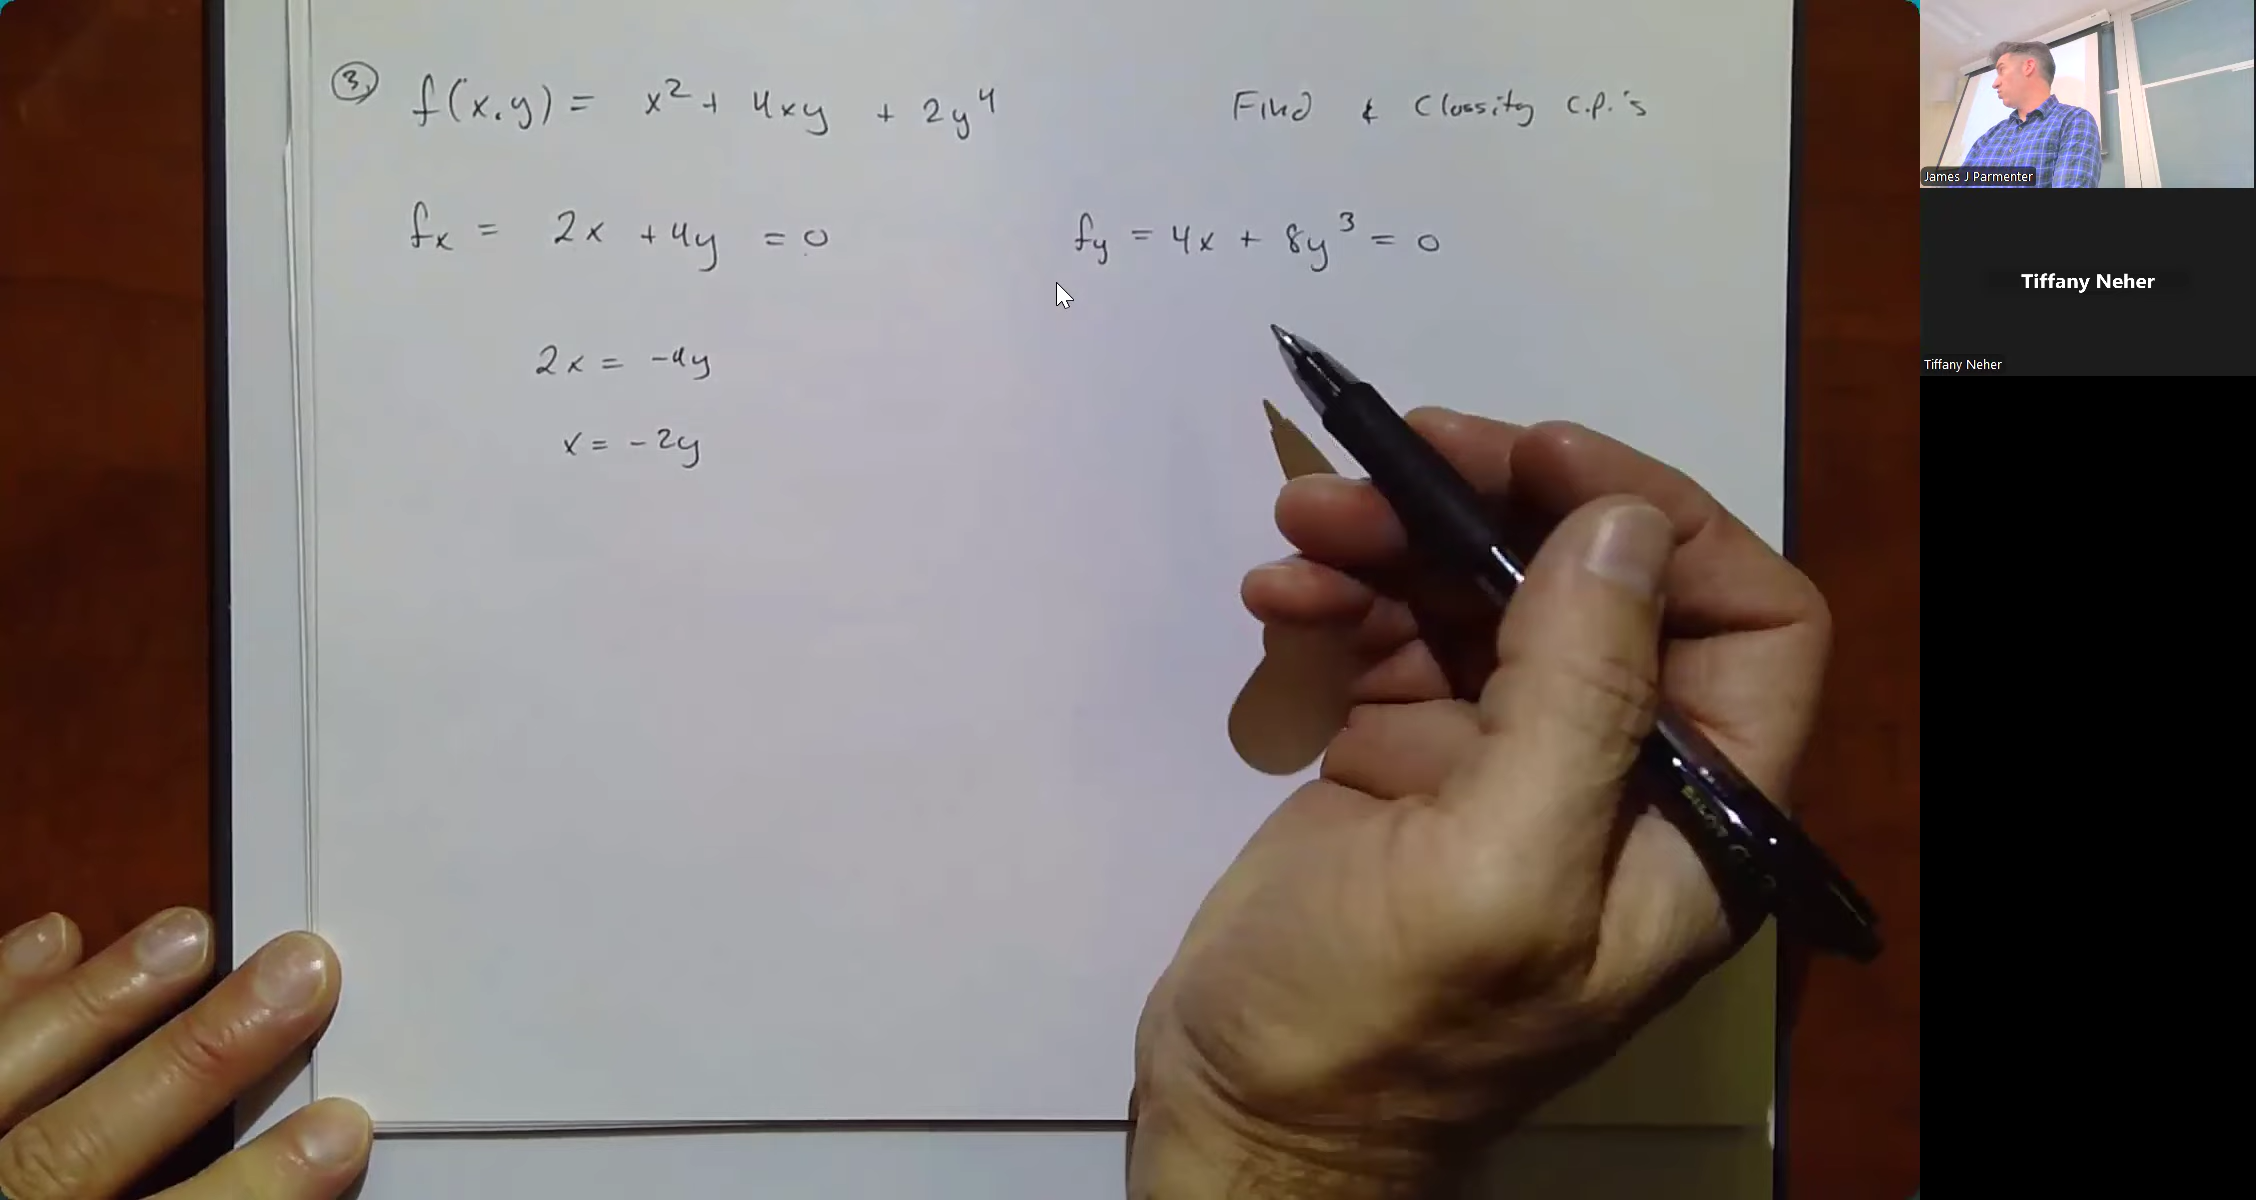 3. f(x,y) = x² + 4xy + 2y⁴ Find & Classify c.p.'s
fx = 2x + 4y = 0 fy = 4x + 8y³ = 0
2x = -4y
x = -2y
James J Parmenter
Tiffany Neher
Tiffany Neher
PILOT